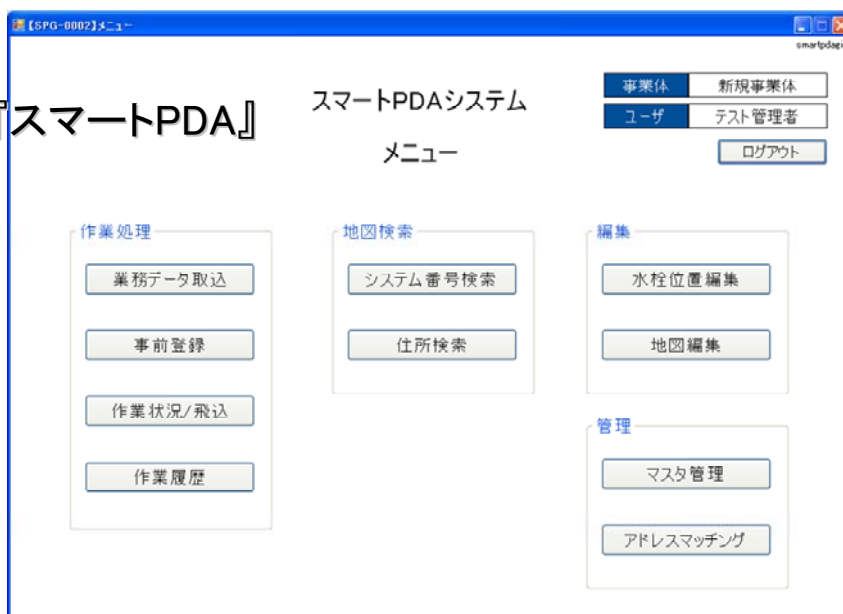 【SPG-0002】メニュー
smartpdagi
『スマートPDA』
スマートPDAシステム
メニュー
事業体 新規事業体
ユーザ テスト管理者
ログアウト
作業処理
業務データ取込
事前登録
作業状況/飛込
作業履歴
地図検索
システム番号検索
住所検索
編集
水栓位置編集
地図編集
管理
マスタ管理
アドレスマッチング